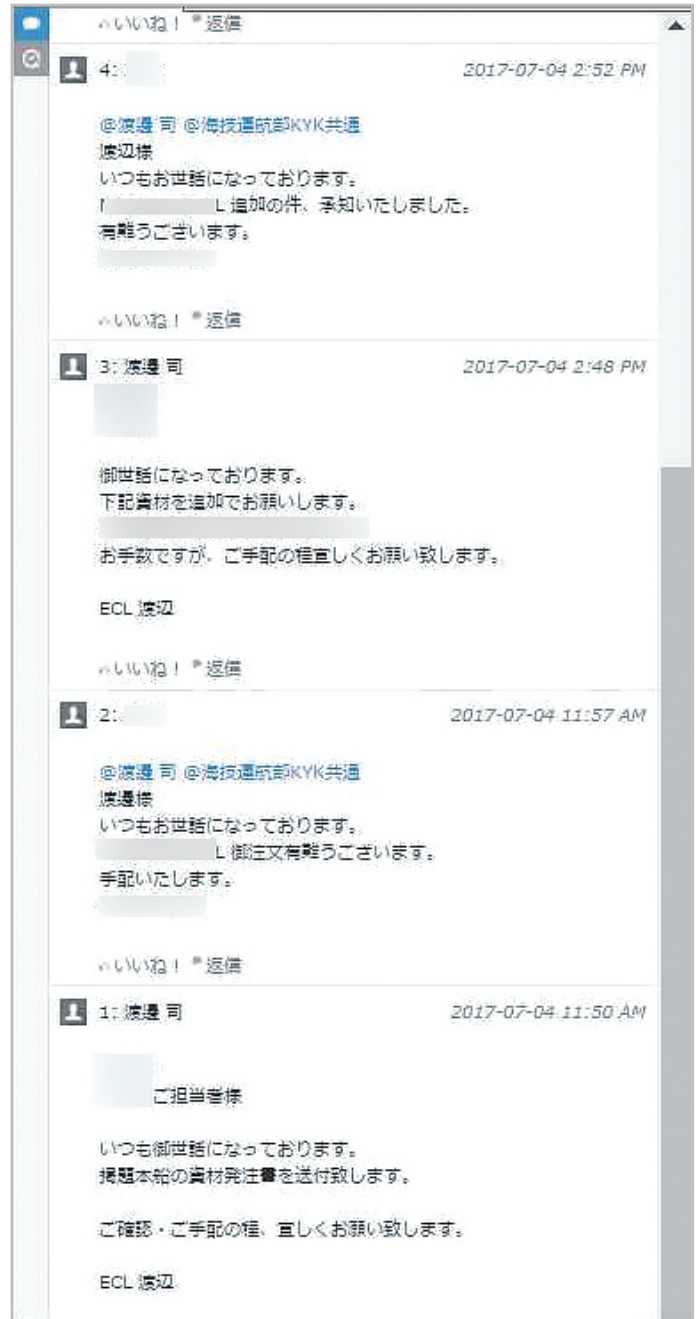 いいね！ 返信
4:
2017-07-04 2:52 PM
@渡邊 司 @海技運航部KYK共通
渡辺様
いつもお世話になっております。
L 追加の件、承知いたしました。
有難うございます。
いいね！ 返信
3: 渡邊 司
2017-07-04 2:48 PM
御世話になっております。
下記資材を追加でお願いします。
お手数ですが、ご手配の程宜しくお願い致します。
ECL 渡辺
いいね！ 返信
2:
2017-07-04 11:57 AM
@渡邊 司 @海技運航部KYK共通
渡邊様
いつもお世話になっております。
L 御注文有難うございます。
手配いたします。
いいね！ 返信
1: 渡邊 司
2017-07-04 11:50 AM
ご担当者様
いつも御世話になっております。
掲題本船の資材発注書を送付致します。
ご確認・ご手配の程、宜しくお願い致します。
ECL 渡辺